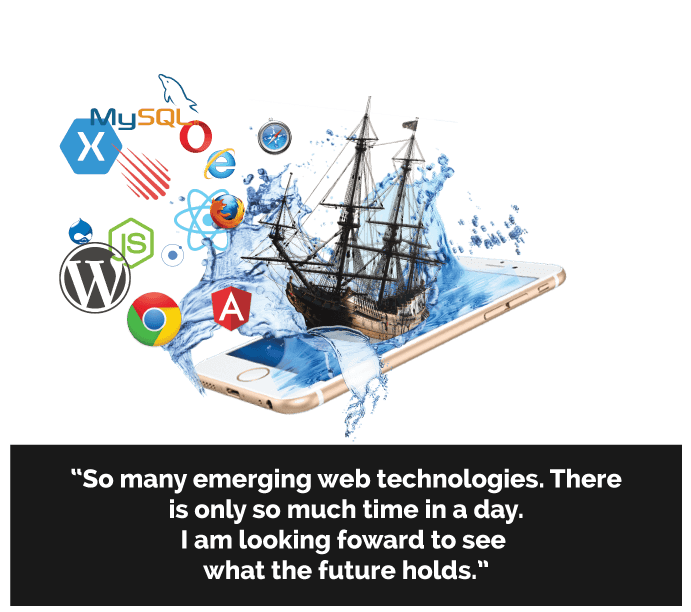 MySQL
X
JS
W
“So many emerging web technologies. There
is only so much time in a day.
I am looking foward to see
what the future holds.”